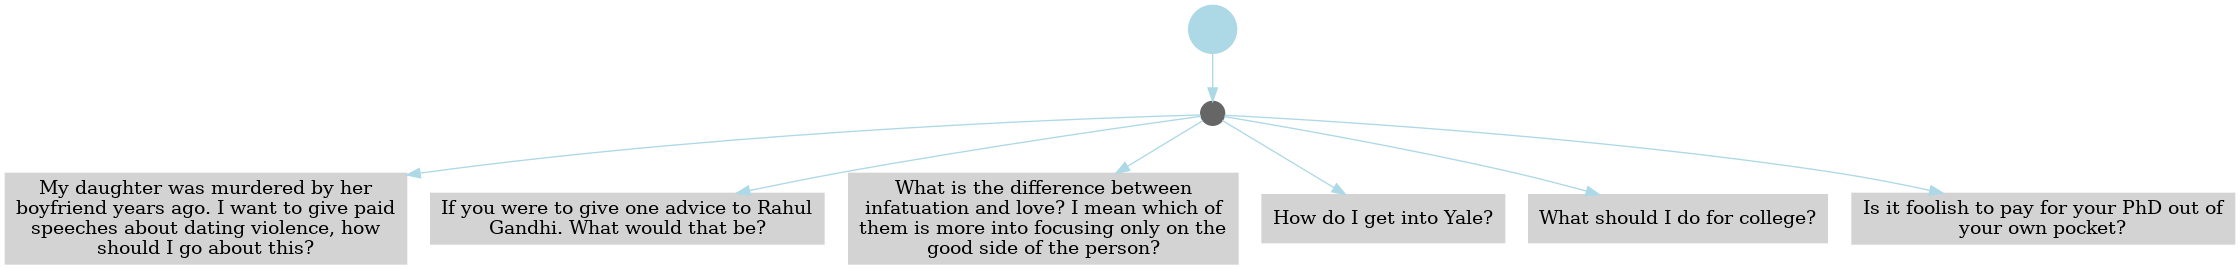 My daughter was murdered by her
boyfriend years ago. I want to give paid
speeches about dating violence, how
should I go about this?
If you were to give one advice to Rahul
Gandhi. What would that be?
What is the difference between
infatuation and love? I mean which of
them is more into focusing only on the
good side of the person?
How do I get into Yale?
What should I do for college?
Is it foolish to pay for your PhD out of
your own pocket?